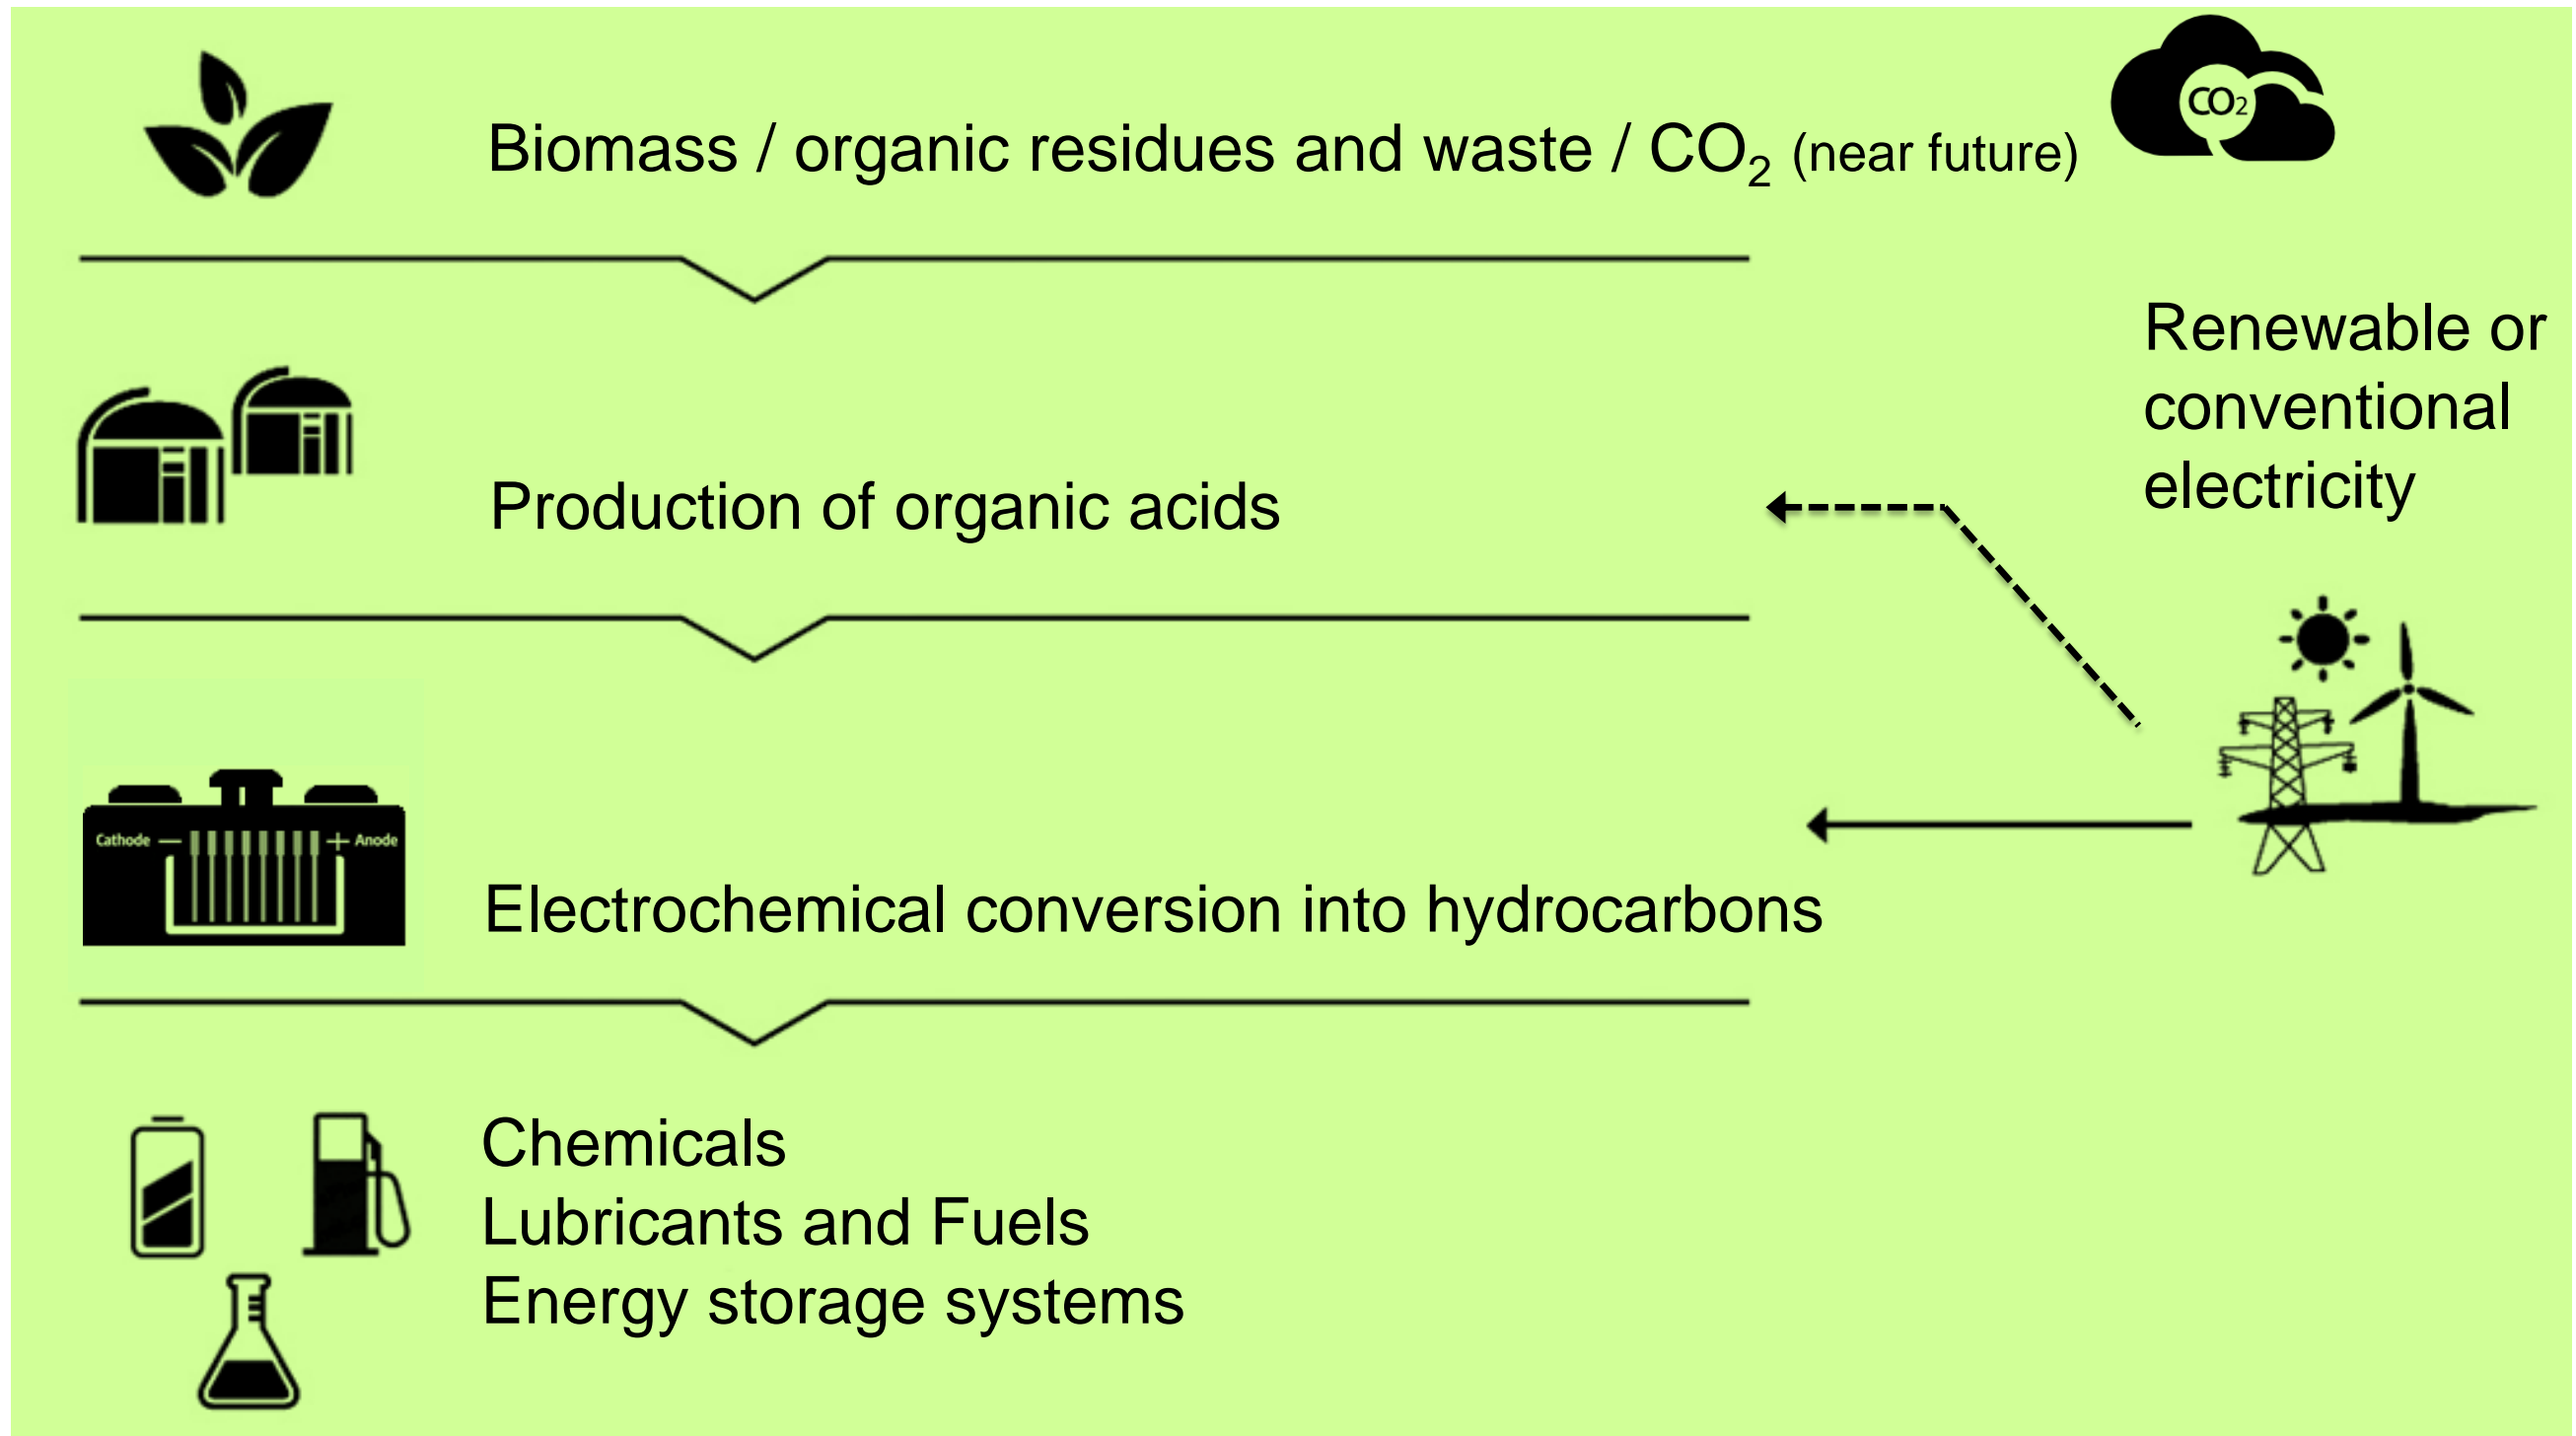 Biomass / organic residues and waste / CO₂ (near future)
CO₂
Renewable or
conventional
electricity
Production of organic acids
Cathode — + Anode
Electrochemical conversion into hydrocarbons
Chemicals
Lubricants and Fuels
Energy storage systems